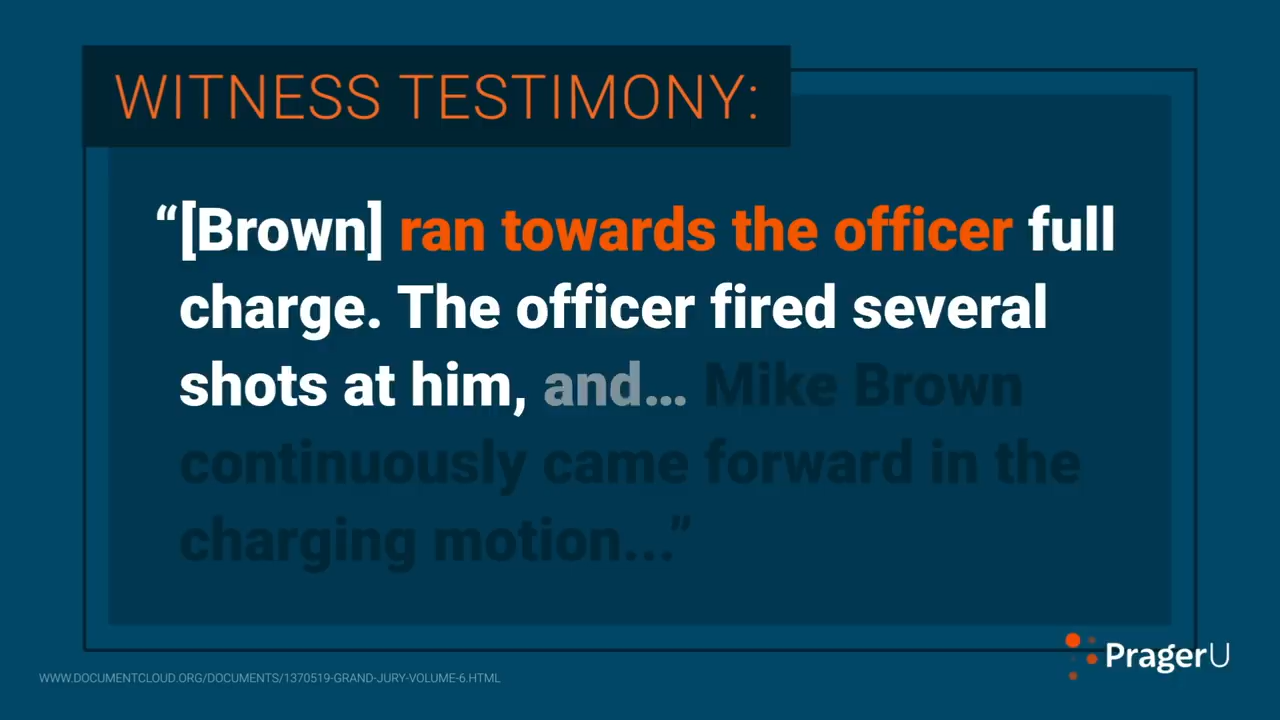 WITNESS TESTIMONY:
“[Brown] ran towards the officer full
charge. The officer fired several
shots at him, and… Mike Brown
continuously came forward in the
charging motion...”
PragerU
WWW.DOCUMENTCLOUD.ORG/DOCUMENTS/1370519-GRAND-JURY-VOLUME-6.HTML